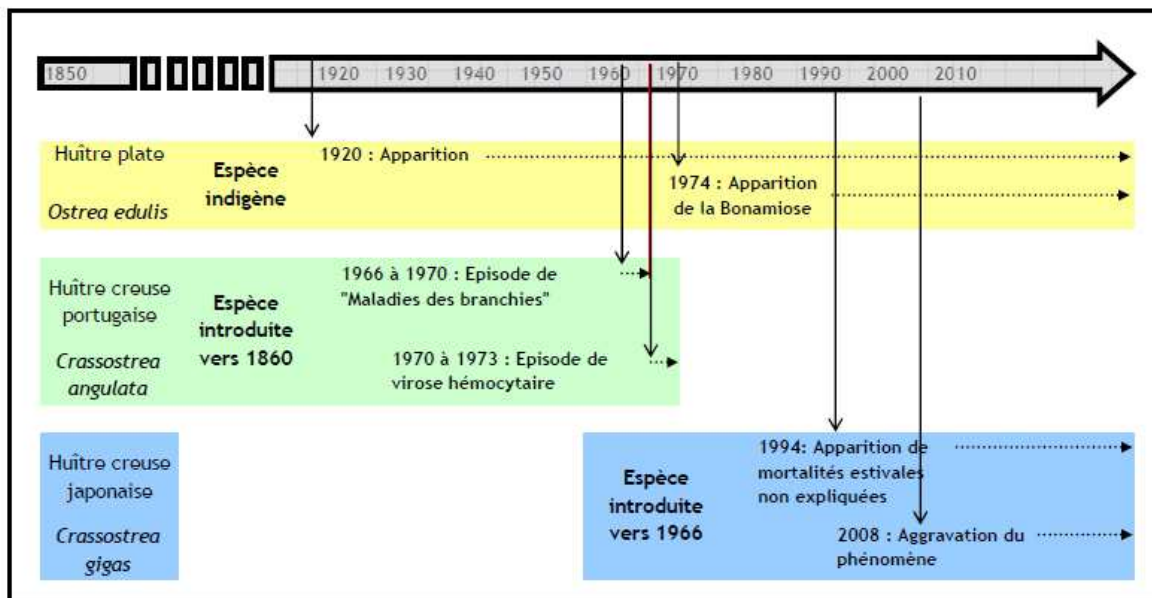 1850 1920 1930 1940 1950 1960 1970 1980 1990 2000 2010
Huître plate
Ostrea edulis
Espèce
indigène
1920 : Apparition
1974 : Apparition
de la Bonamiose
Huître creuse
portugaise
Crassostrea
angulata
Espèce
introduite
vers 1860
1966 à 1970 : Episode de
"Maladies des branchies"
1970 à 1973 : Episode de
virose hémocytaire
Huître creuse
japonaise
Crassostrea
gigas
Espèce
introduite
vers 1966
1994: Apparition de
mortalités estivales
non expliquées
2008 : Aggravation du
phénomène